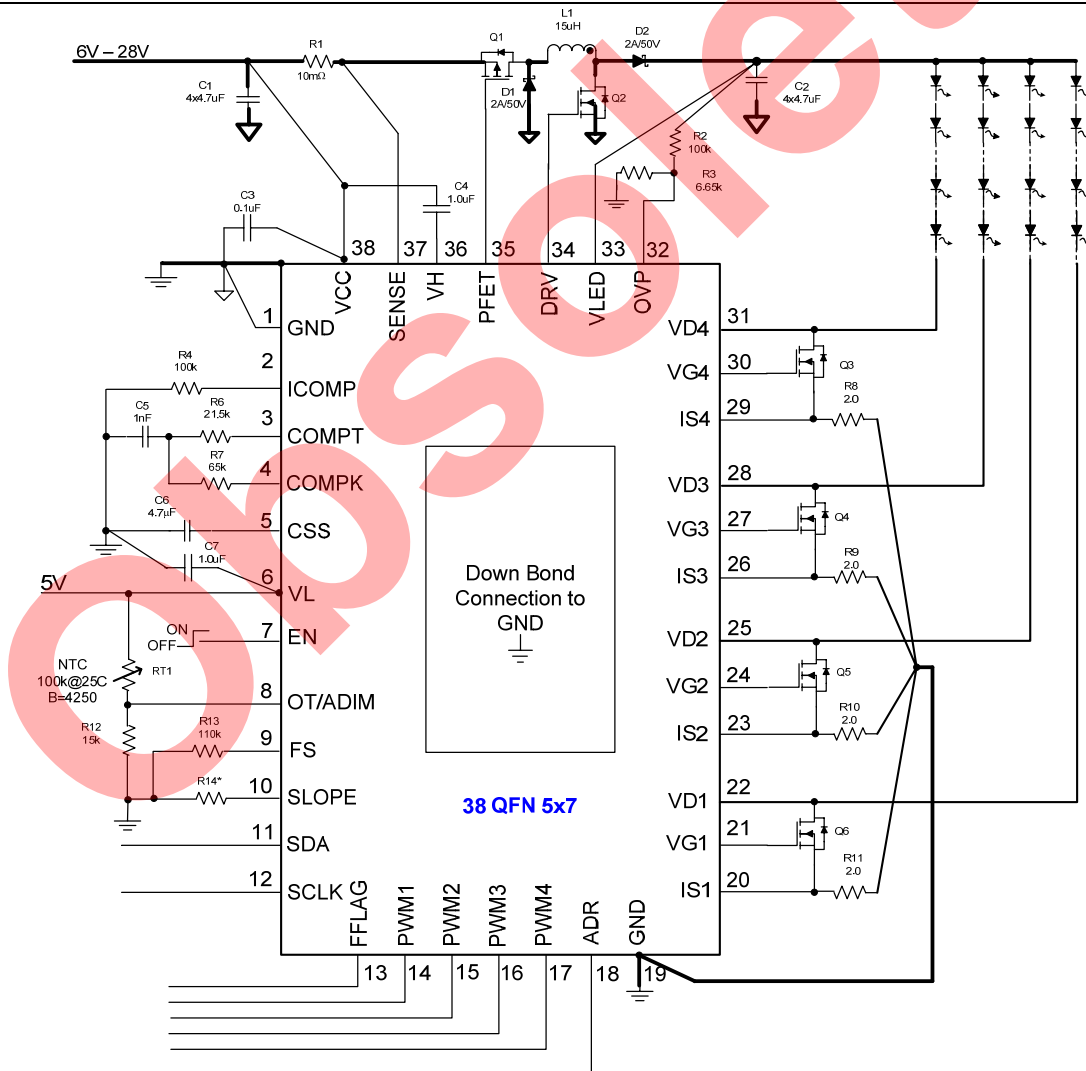 6V – 28V
R1
10mΩ
C1
4x4.7uF
Q1
D1
2A/50V
L1
15uH
D2
2A/50V
Q2
C2
4x4.7uF
R2
100k
R3
6.65k
C3
0.1uF
C4
1.0uF
38
37
36
35
34
33
32
VCC
SENSE
VH
PFET
DRV
VLED
OVP
1
GND
2
ICOMP
R4
100k
3
COMPT
C5
1nF
R6
21.5k
4
COMPK
R7
65k
5
CSS
C6
4.7µF
C7
1.0uF
6
VL
5V
7
EN
ON
OFF
NTC
100k@25C
B=4250
RT1
8
OT/ADIM
R12
15k
9
FS
R13
110k
10
SLOPE
R14*
11
SDA
12
SCLK
Down Bond
Connection to
GND
38 QFN 5x7
VD4
31
VG4
30
Q3
IS4
29
R8
2.0
VD3
28
VG3
27
Q4
IS3
26
R9
2.0
VD2
25
VG2
24
Q5
IS2
23
R10
2.0
VD1
22
VG1
21
Q6
IS1
20
R11
2.0
FFLAG
PWM1
PWM2
PWM3
PWM4
ADR
GND
13
14
15
16
17
18
19
Obsolet